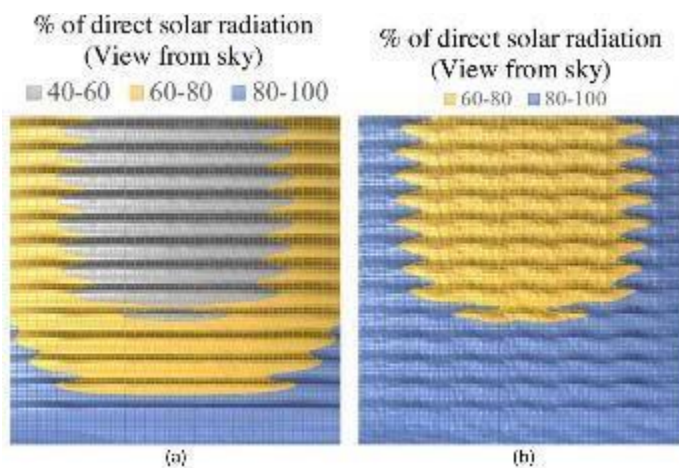 % of direct solar radiation
(View from sky)
40-60 60-80 80-100
(a)
% of direct solar radiation
(View from sky)
60-80 80-100
(b)